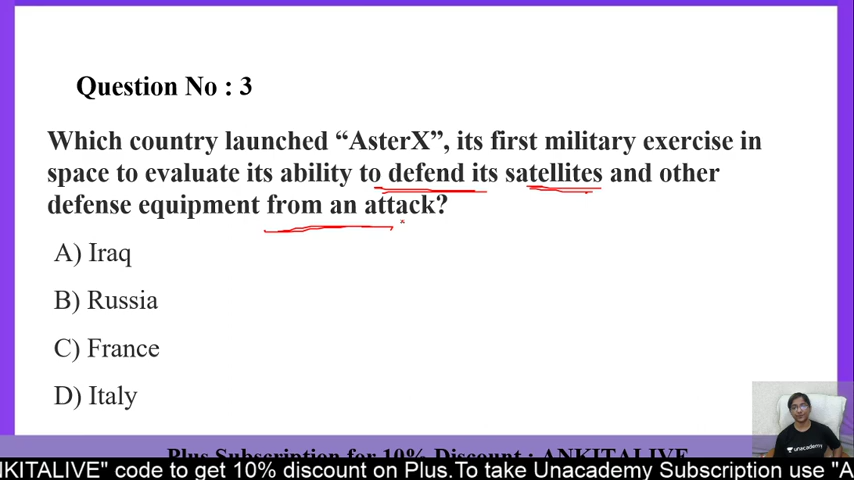 Question No : 3
Which country launched “AsterX”, its first military exercise in
space to evaluate its ability to defend its satellites and other
defense equipment from an attack?
A) Iraq
B) Russia
C) France
D) Italy
unacademy
Plus Subscription for 10% Discount : ANKITALIVE
NKITALIVE" code to get 10% discount on Plus.To take Unacademy Subscription use "A